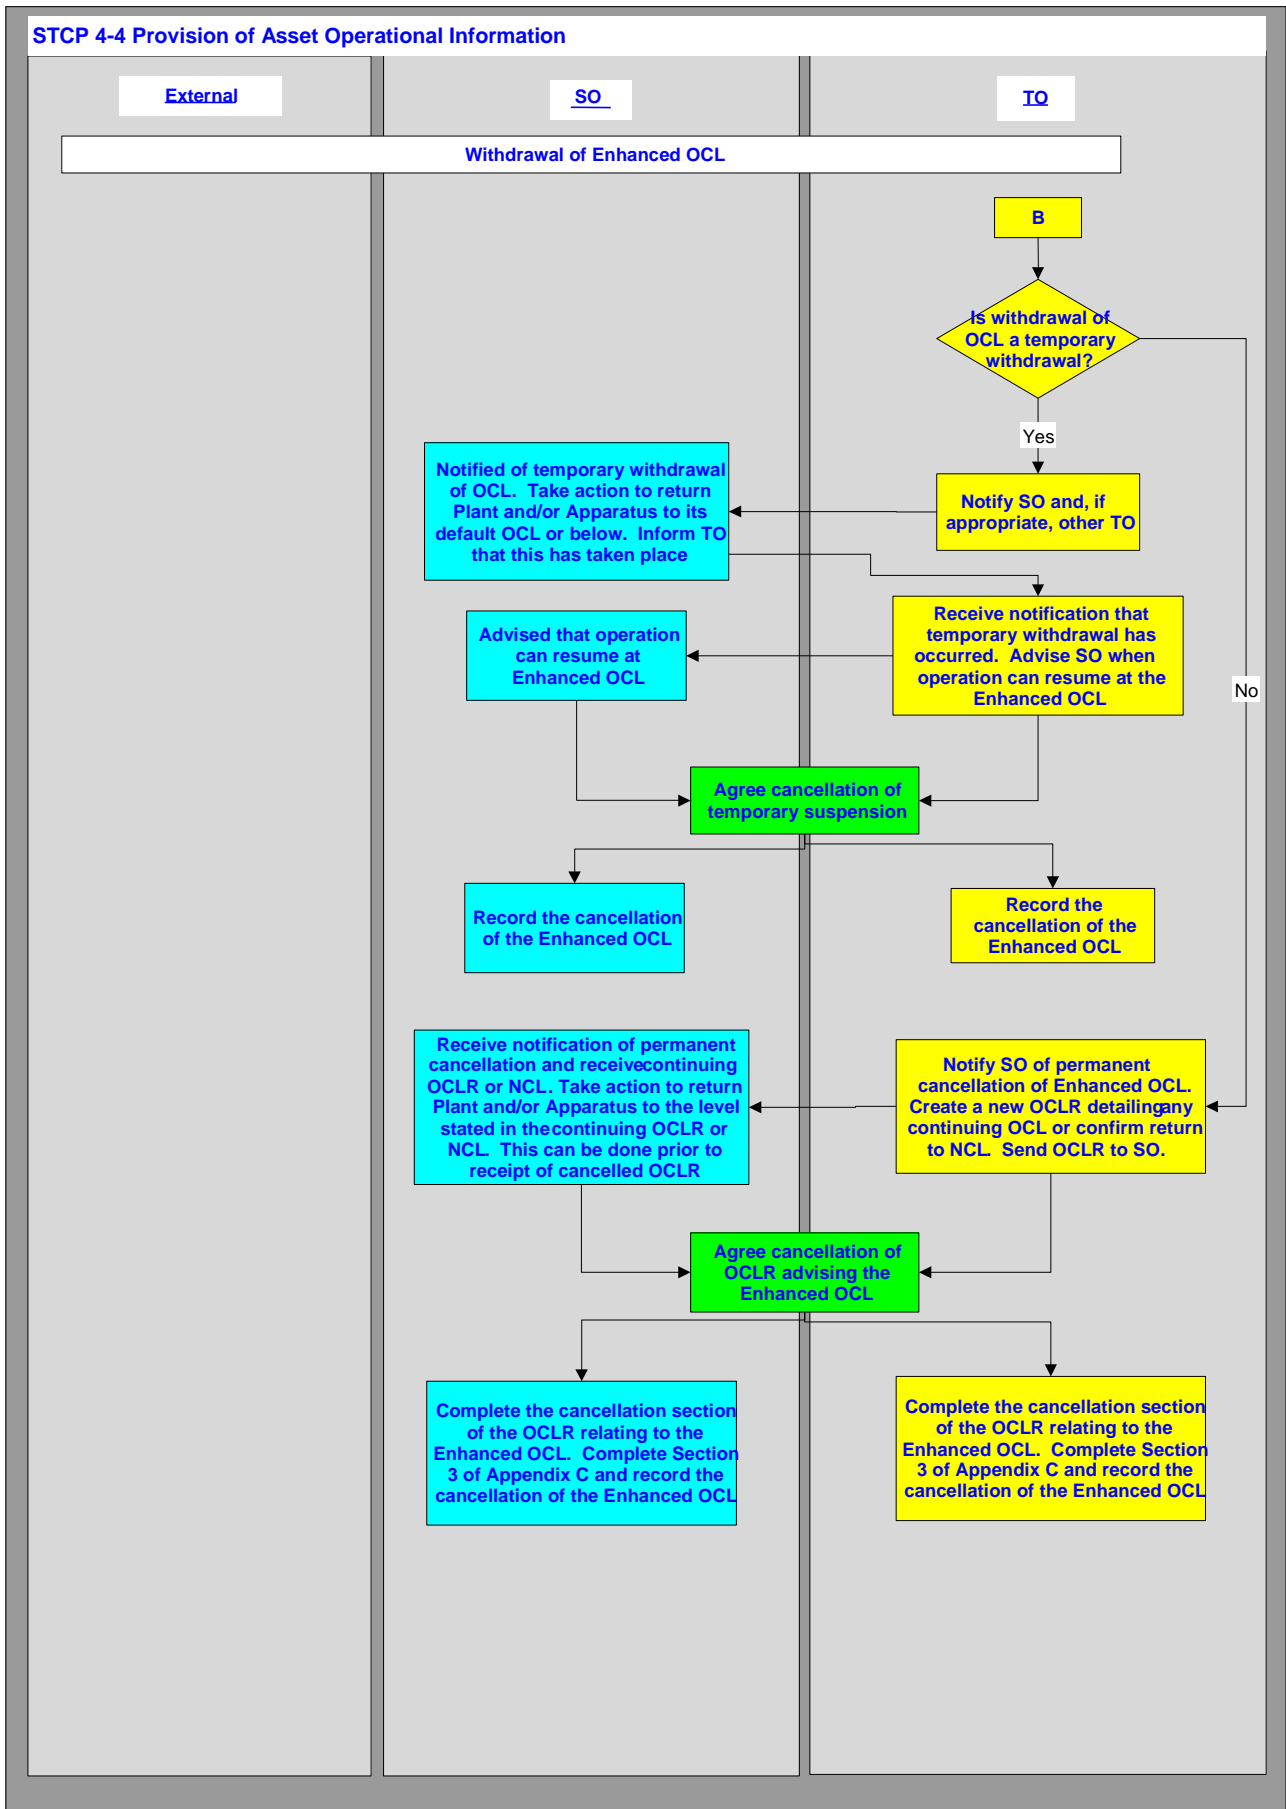 STCP 4-4 Provision of Asset Operational Information
External
SO
TO
Withdrawal of Enhanced OCL
B
Is withdrawal of
OCL a temporary
withdrawal?
Yes
Notify SO and, if
appropriate, other TO
Notified of temporary withdrawal
of OCL. Take action to return
Plant and/or Apparatus to its
default OCL or below. Inform TO
that this has taken place
Receive notification that
temporary withdrawal has
occurred. Advise SO when
operation can resume at the
Enhanced OCL
Advised that operation
can resume at
Enhanced OCL
No
Agree cancellation of
temporary suspension
Record the cancellation
of the Enhanced OCL
Record the
cancellation of the
Enhanced OCL
Receive notification of permanent
cancellation and receivecontinuing
OCLR or NCL. Take action to return
Plant and/or Apparatus to the level
stated in thecontinuing OCLR or
NCL. This can be done prior to
receipt of cancelled OCLR
Notify SO of permanent
cancellation of Enhanced OCL.
Create a new OCLR detailingany
continuing OCL or confirm return
to NCL. Send OCLR to SO.
Agree cancellation of
OCLR advising the
Enhanced OCL
Complete the cancellation section
of the OCLR relating to the
Enhanced OCL. Complete Section
3 of Appendix C and record the
cancellation of the Enhanced OCL
Complete the cancellation section
of the OCLR relating to the
Enhanced OCL. Complete Section
3 of Appendix C and record the
cancellation of the Enhanced OCL